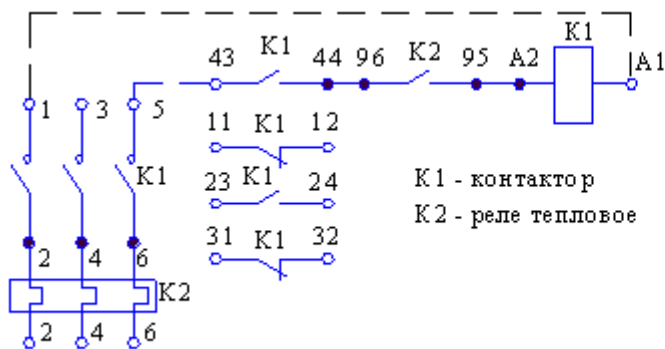 K1
43 K1 44 96 K2 95 A2 A1
1 3 5
11 K1 12
K1
23 K1 24
K1 - контактор
K2 - реле тепловое
31 K1 32
2 4 6
K2
2 4 6